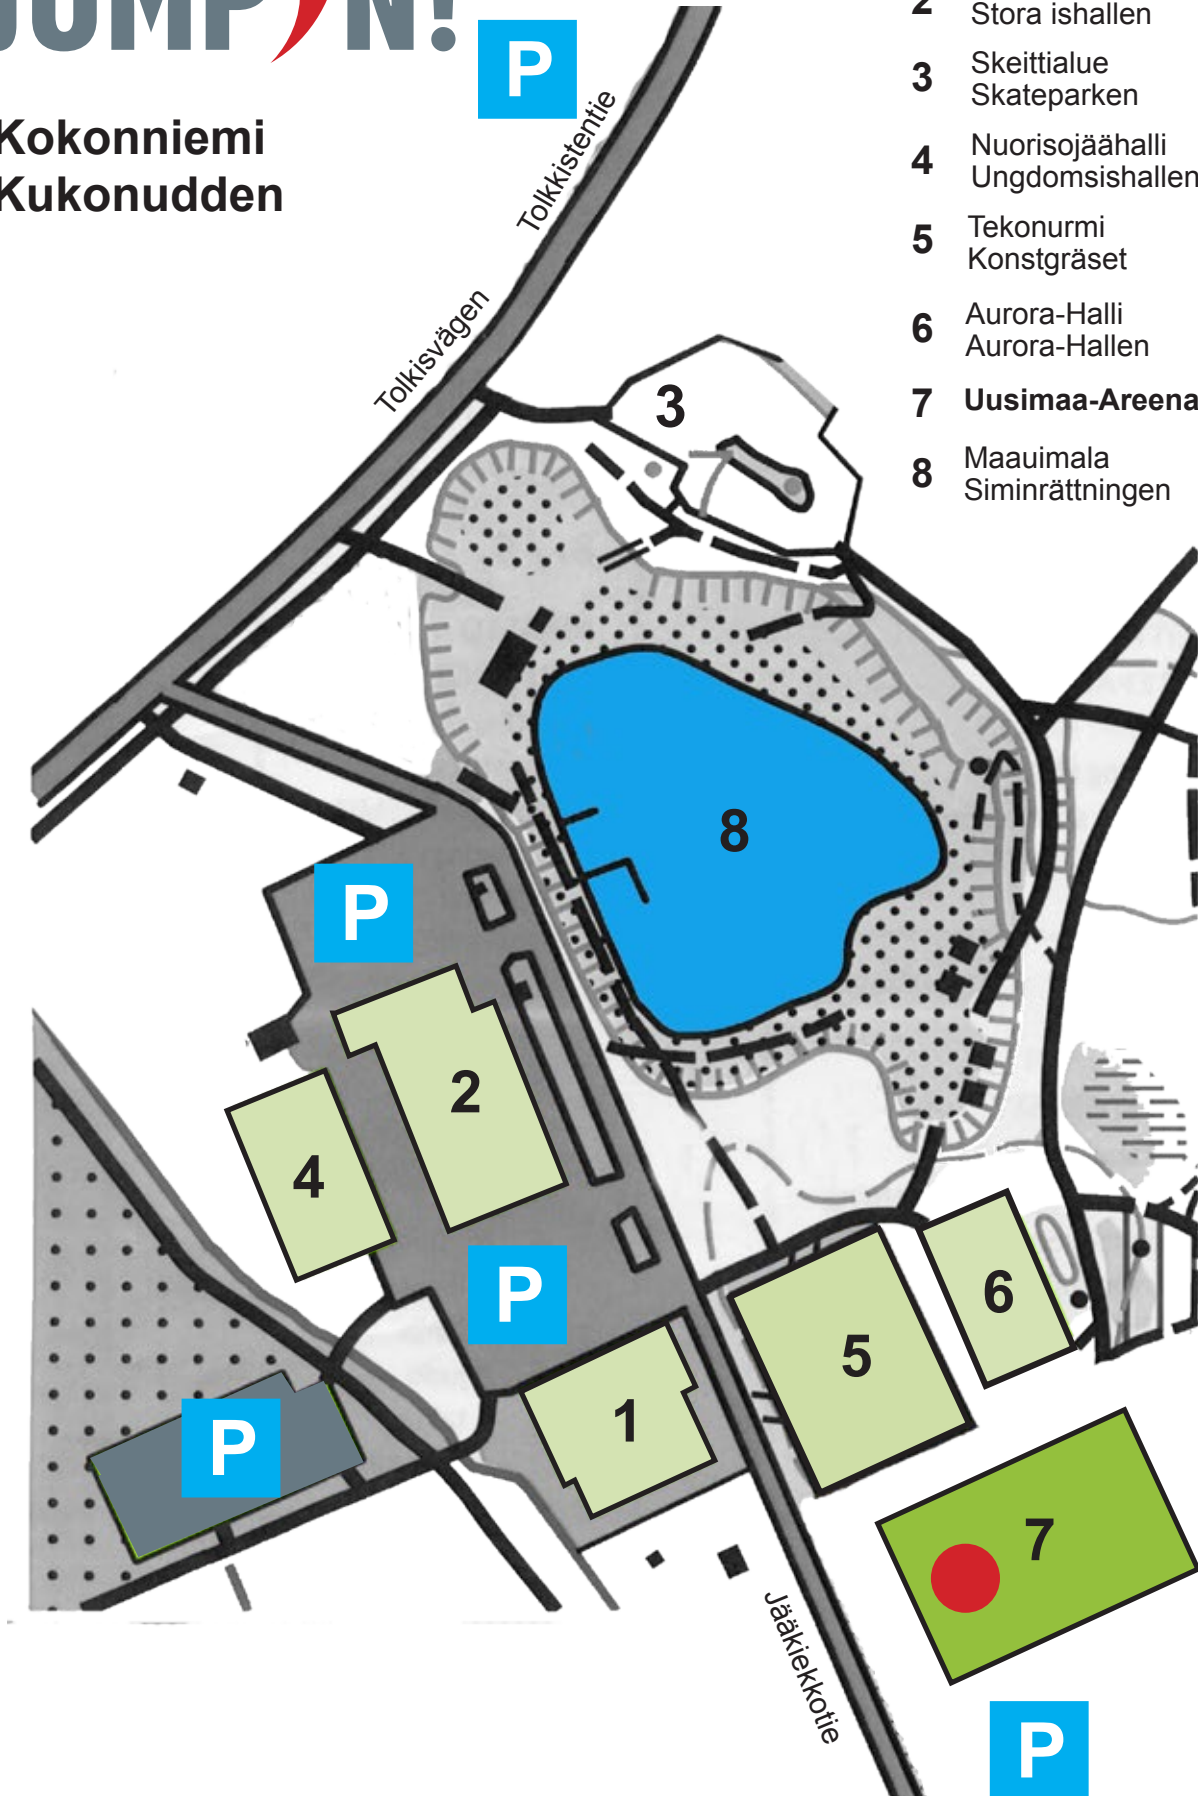 JUMP)N!
Kokonniemi
Kukonudden
P
Tolkkistentie
Tolkisvägen
2
Stora ishallen
3 Skeittialue
Skateparken
4 Nuorisojäähalli
Ungdomsishallen
5 Tekonurmi
Konstgräset
6 Aurora-Halli
Aurora-Hallen
7 Uusimaa-Areena
8 Maauimala
Siminrättningen
3
8
P
2
4
P
6
5
1
P
7
Jääkiekkotie
P